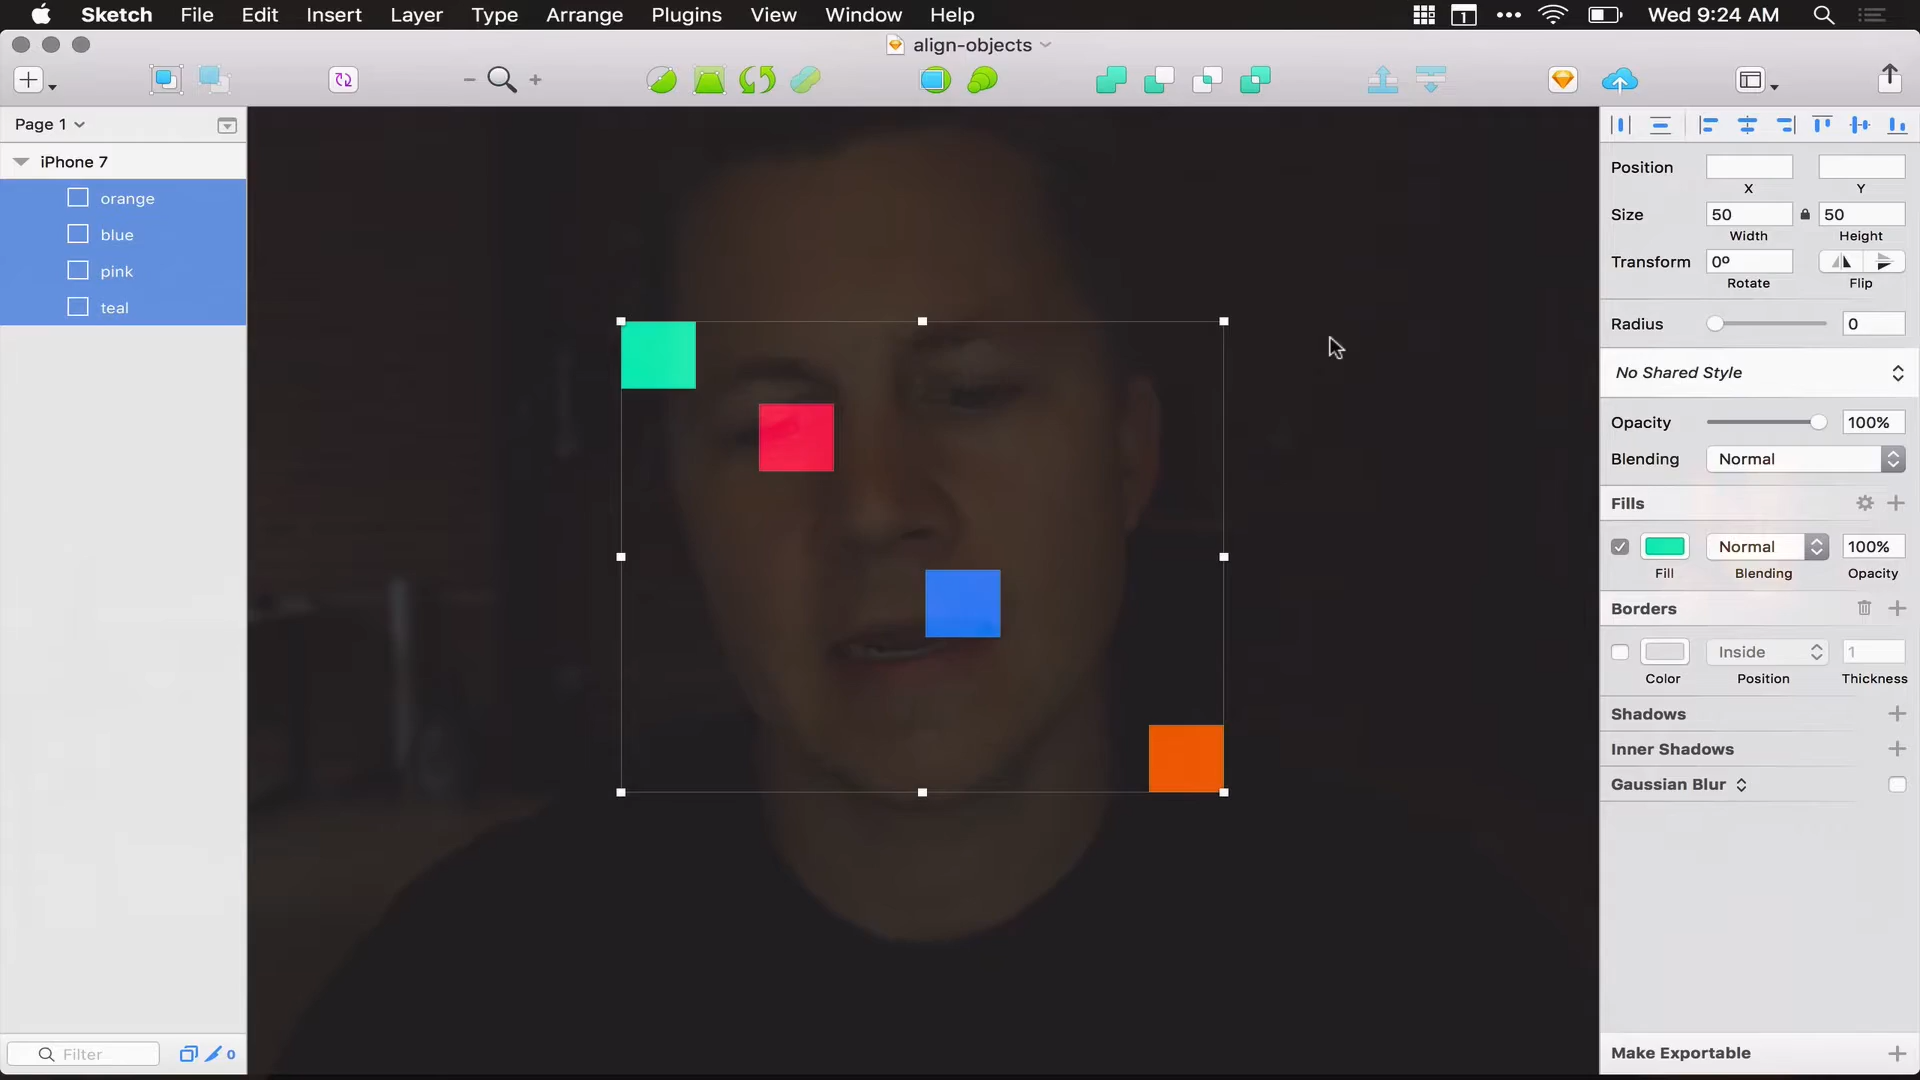 Sketch File Edit Insert Layer Type Arrange Plugins View Window Help 1 Wed 9:24 AM
align-objects
Page 1
iPhone 7
orange
blue
pink
teal
Filter 0
Position
X Y
Size 50 50
Width Height
Transform 0º
Rotate Flip
Radius 0
No Shared Style
Opacity 100%
Blending Normal
Fills
Normal 100%
Fill Blending Opacity
Borders
Inside 1
Color Position Thickness
Shadows
Inner Shadows
Gaussian Blur
Make Exportable